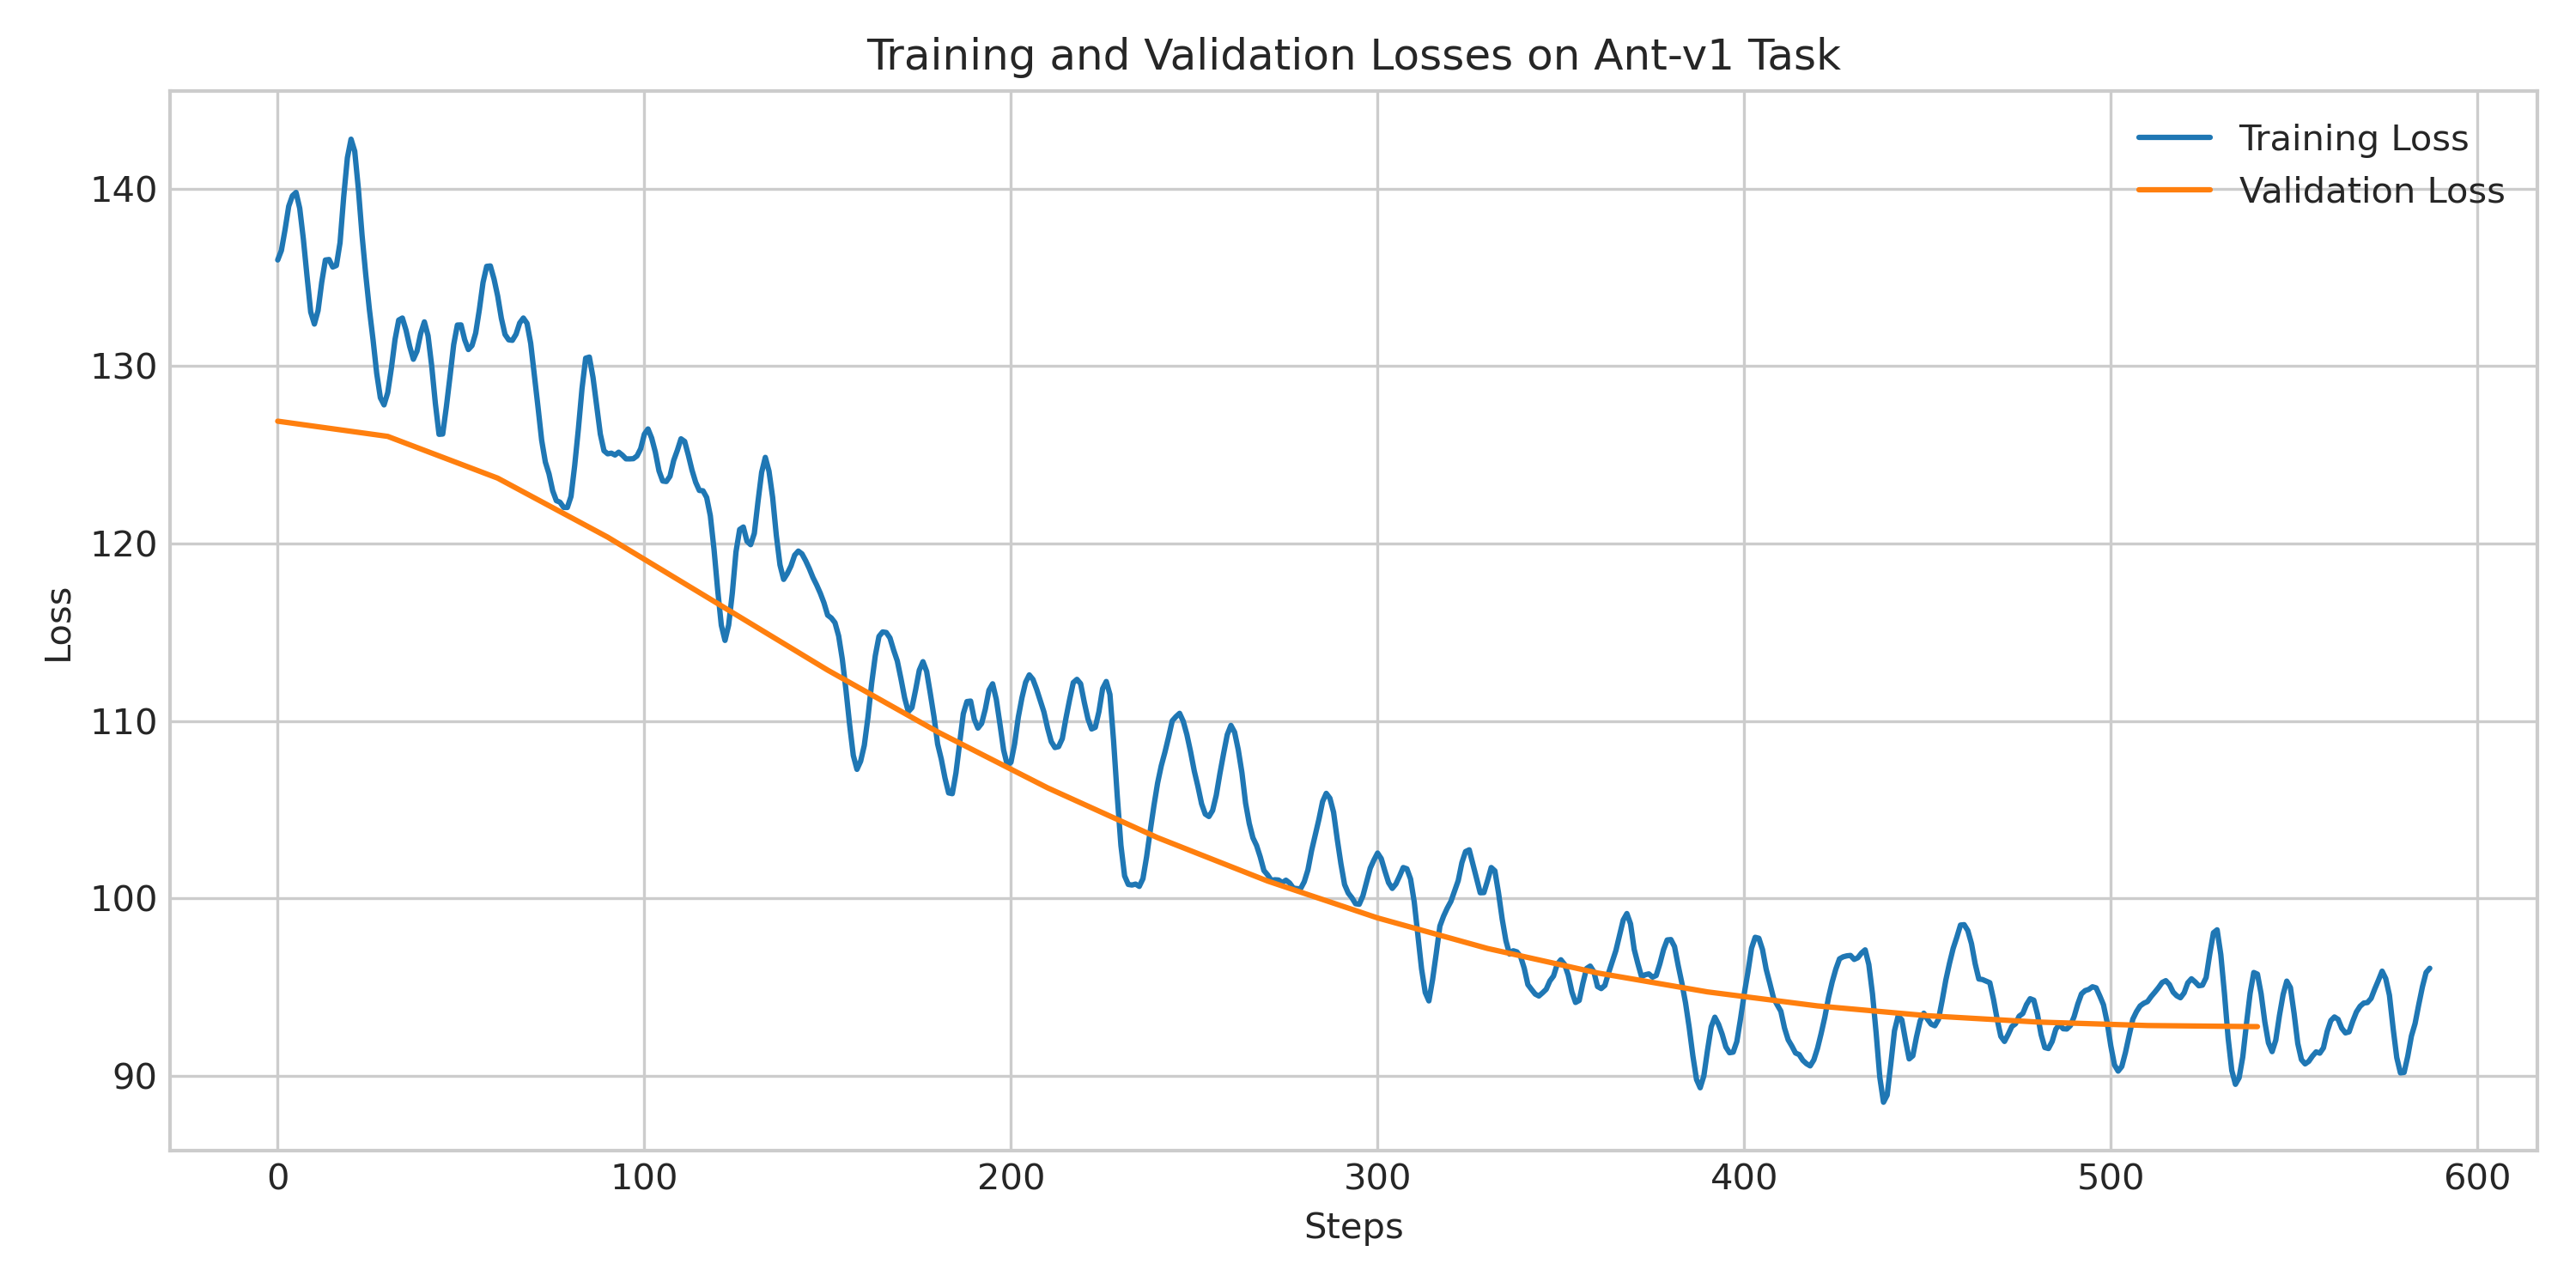 Training and Validation Losses on Ant-v1 Task
Training Loss
Validation Loss
Loss
140
130
120
110
100
90
0 100 200 300 400 500 600
Steps